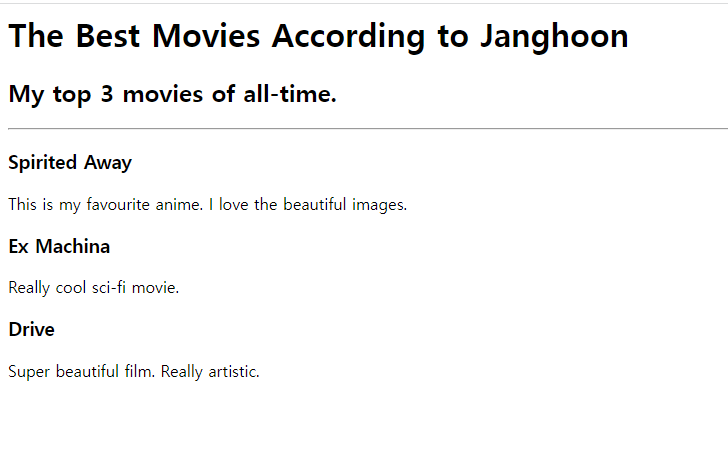 The Best Movies According to Janghoon
My top 3 movies of all-time.
Spirited Away
This is my favourite anime. I love the beautiful images.
Ex Machina
Really cool sci-fi movie.
Drive
Super beautiful film. Really artistic.